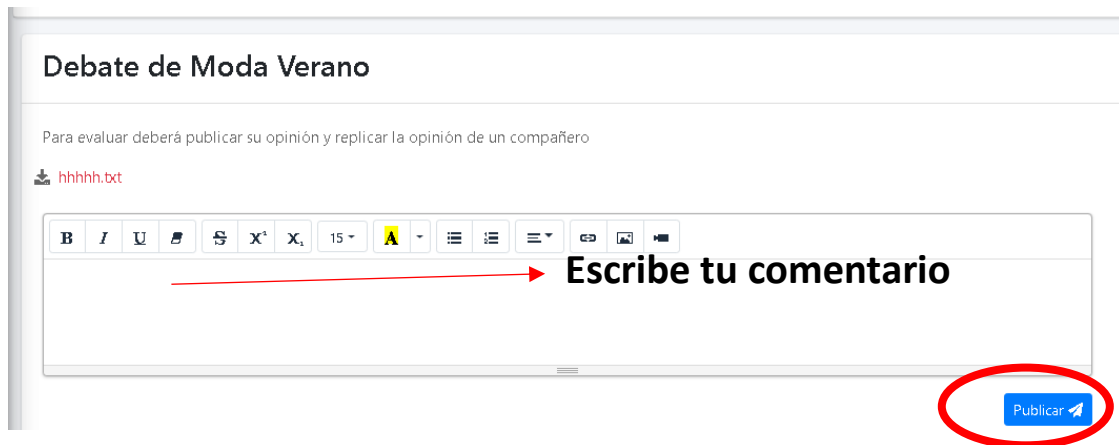 Debate de Moda Verano
Para evaluar deberá publicar su opinión y replicar la opinión de un compañero
hhhhh.txt
B I U S X² X₁ 15 A
Escribe tu comentario
Publicar